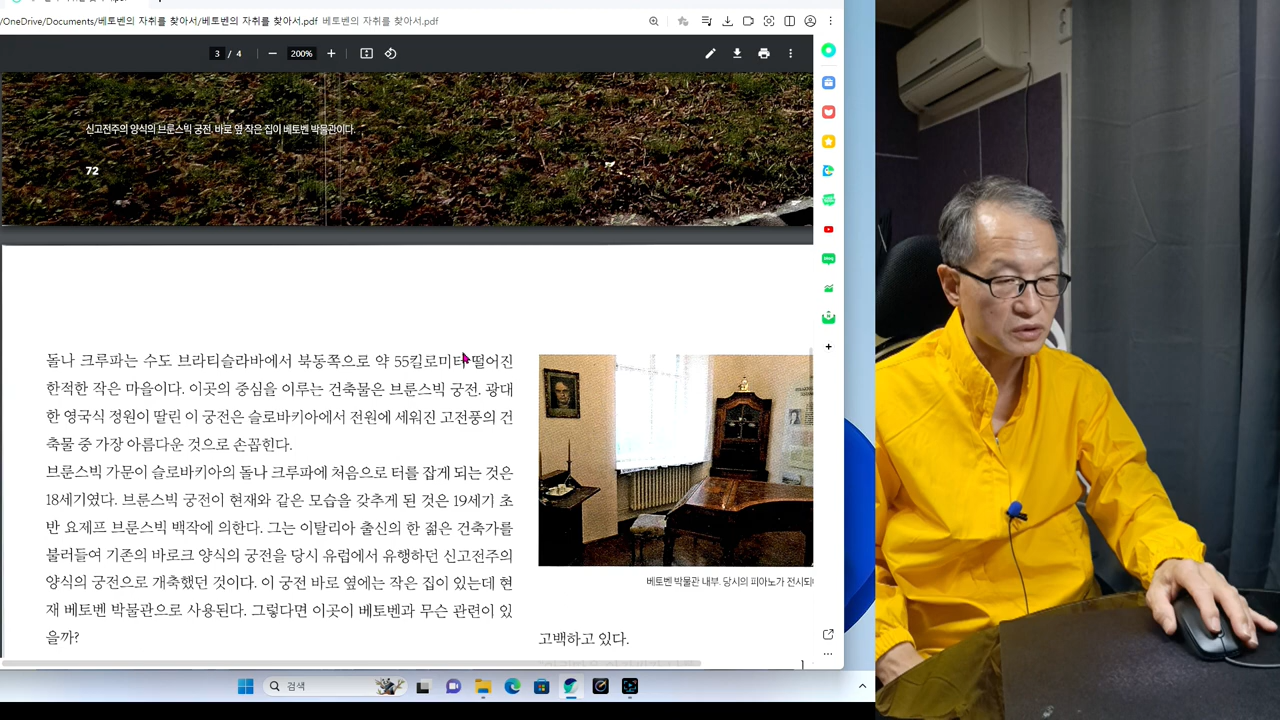 /OneDrive/Documents/베토벤의 자취를 찾아서/베토벤의 자취를 찾아서.pdf 베토벤의 자취를 찾아서.pdf
3 / 4
200%
신고전주의 양식의 브룬스빅 궁전. 바로 옆 작은 집이 베토벤 박물관이다.
72
돌나 크루파는 수도 브라티슬라바에서 북동쪽으로 약 55킬로미터 떨어진
한적한 작은 마을이다. 이곳의 중심을 이루는 건축물은 브룬스빅 궁전. 광대
한 영국식 정원이 딸린 이 궁전은 슬로바키아에서 전원에 세워진 고전풍의 건
축물 중 가장 아름다운 것으로 손꼽힌다.
브룬스빅 가문이 슬로바키아의 돌나 크루파에 처음으로 터를 잡게 되는 것은
18세기였다. 브룬스빅 궁전이 현재와 같은 모습을 갖추게 된 것은 19세기 초
반 요제프 브룬스빅 백작에 의한다. 그는 이탈리아 출신의 한 젊은 건축가를
불러들여 기존의 바로크 양식의 궁전을 당시 유럽에서 유행하던 신고전주의
양식의 궁전으로 개축했던 것이다. 이 궁전 바로 옆에는 작은 집이 있는데 현
재 베토벤 박물관으로 사용된다. 그렇다면 이곳이 베토벤과 무슨 관련이 있
을까?
베토벤 박물관 내부. 당시의 피아노가 전시되
고백하고 있다.
검색